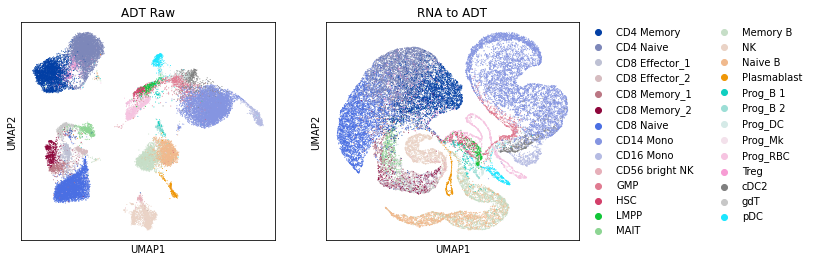 ADT Raw
UMAP2
UMAP1
RNA to ADT
UMAP2
UMAP1
CD4 Memory
CD4 Naive
CD8 Effector_1
CD8 Effector_2
CD8 Memory_1
CD8 Memory_2
CD8 Naive
CD14 Mono
CD16 Mono
CD56 bright NK
GMP
HSC
LMPP
MAIT
Memory B
NK
Naive B
Plasmablast
Prog_B 1
Prog_B 2
Prog_DC
Prog_Mk
Prog_RBC
Treg
cDC2
gdT
pDC